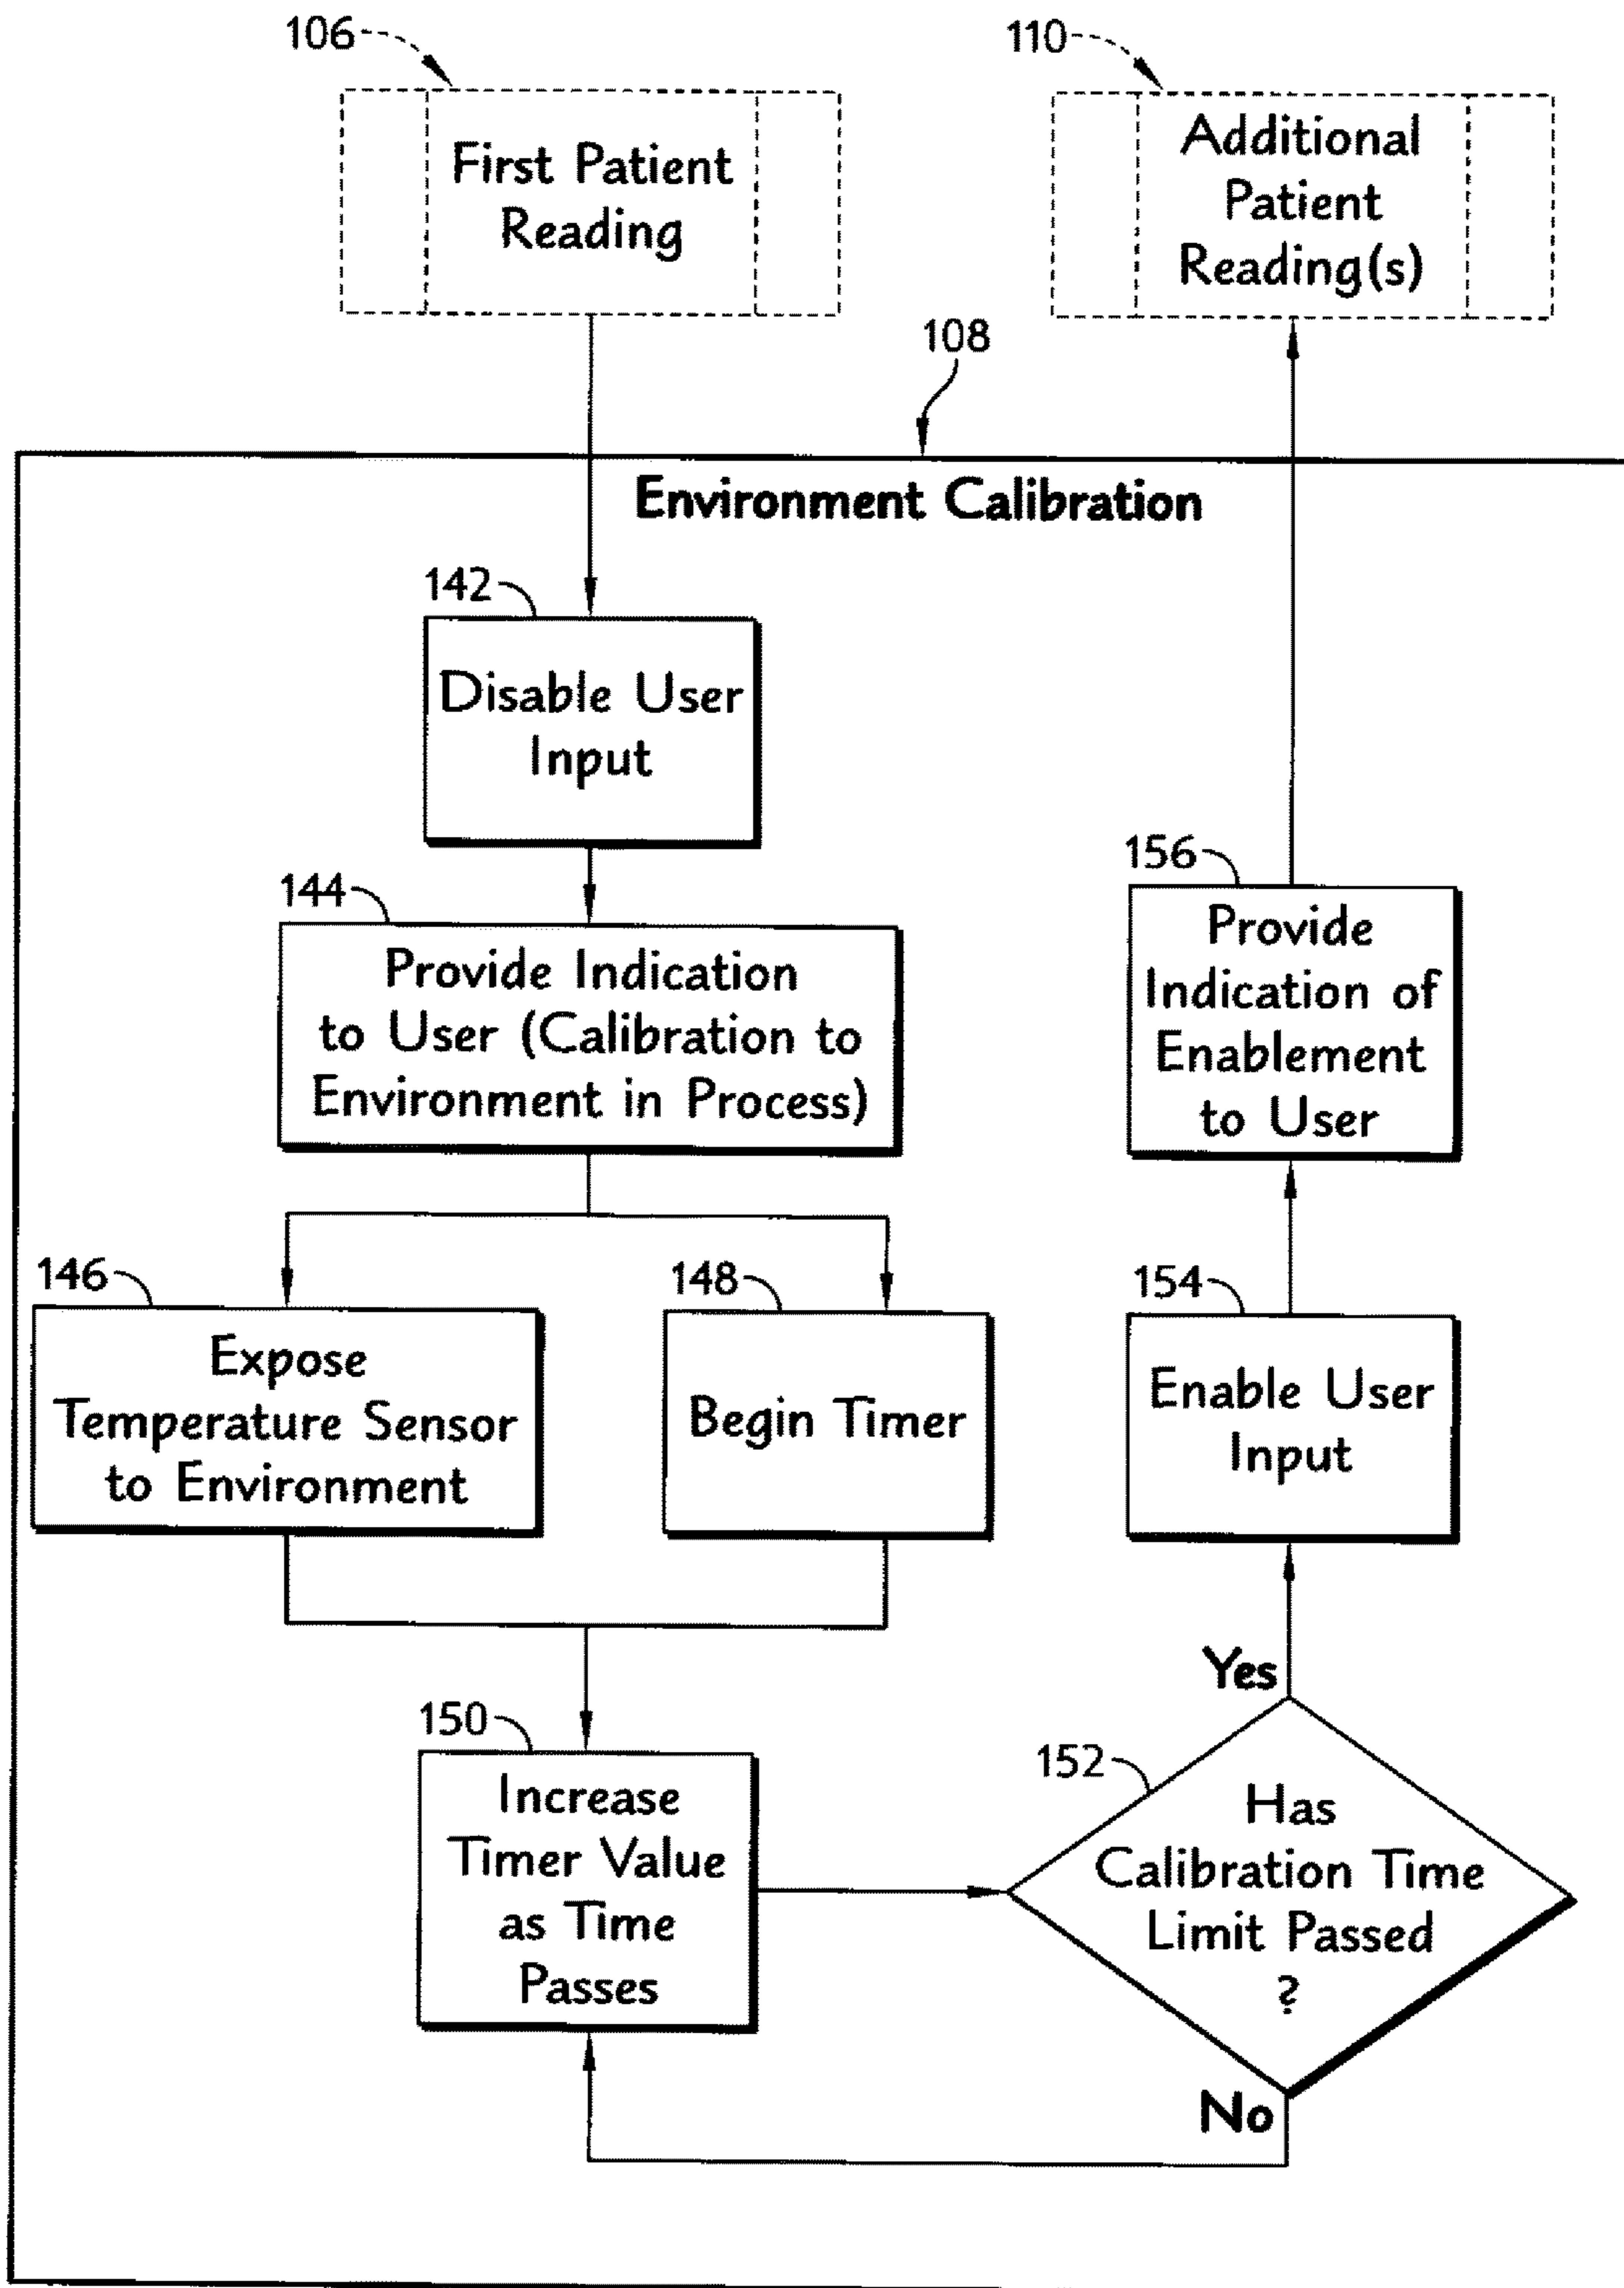 106
First Patient
Reading
110
Additional
Patient
Reading(s)
108
Environment Calibration
142
Disable User
Input
144
Provide Indication
to User (Calibration to
Environment in Process)
146
Expose
Temperature Sensor
to Environment
148
Begin Timer
150
Increase
Timer Value
as Time
Passes
152
Has
Calibration Time
Limit Passed
?
Yes
No
154
Enable User
Input
156
Provide
Indication of
Enablement
to User